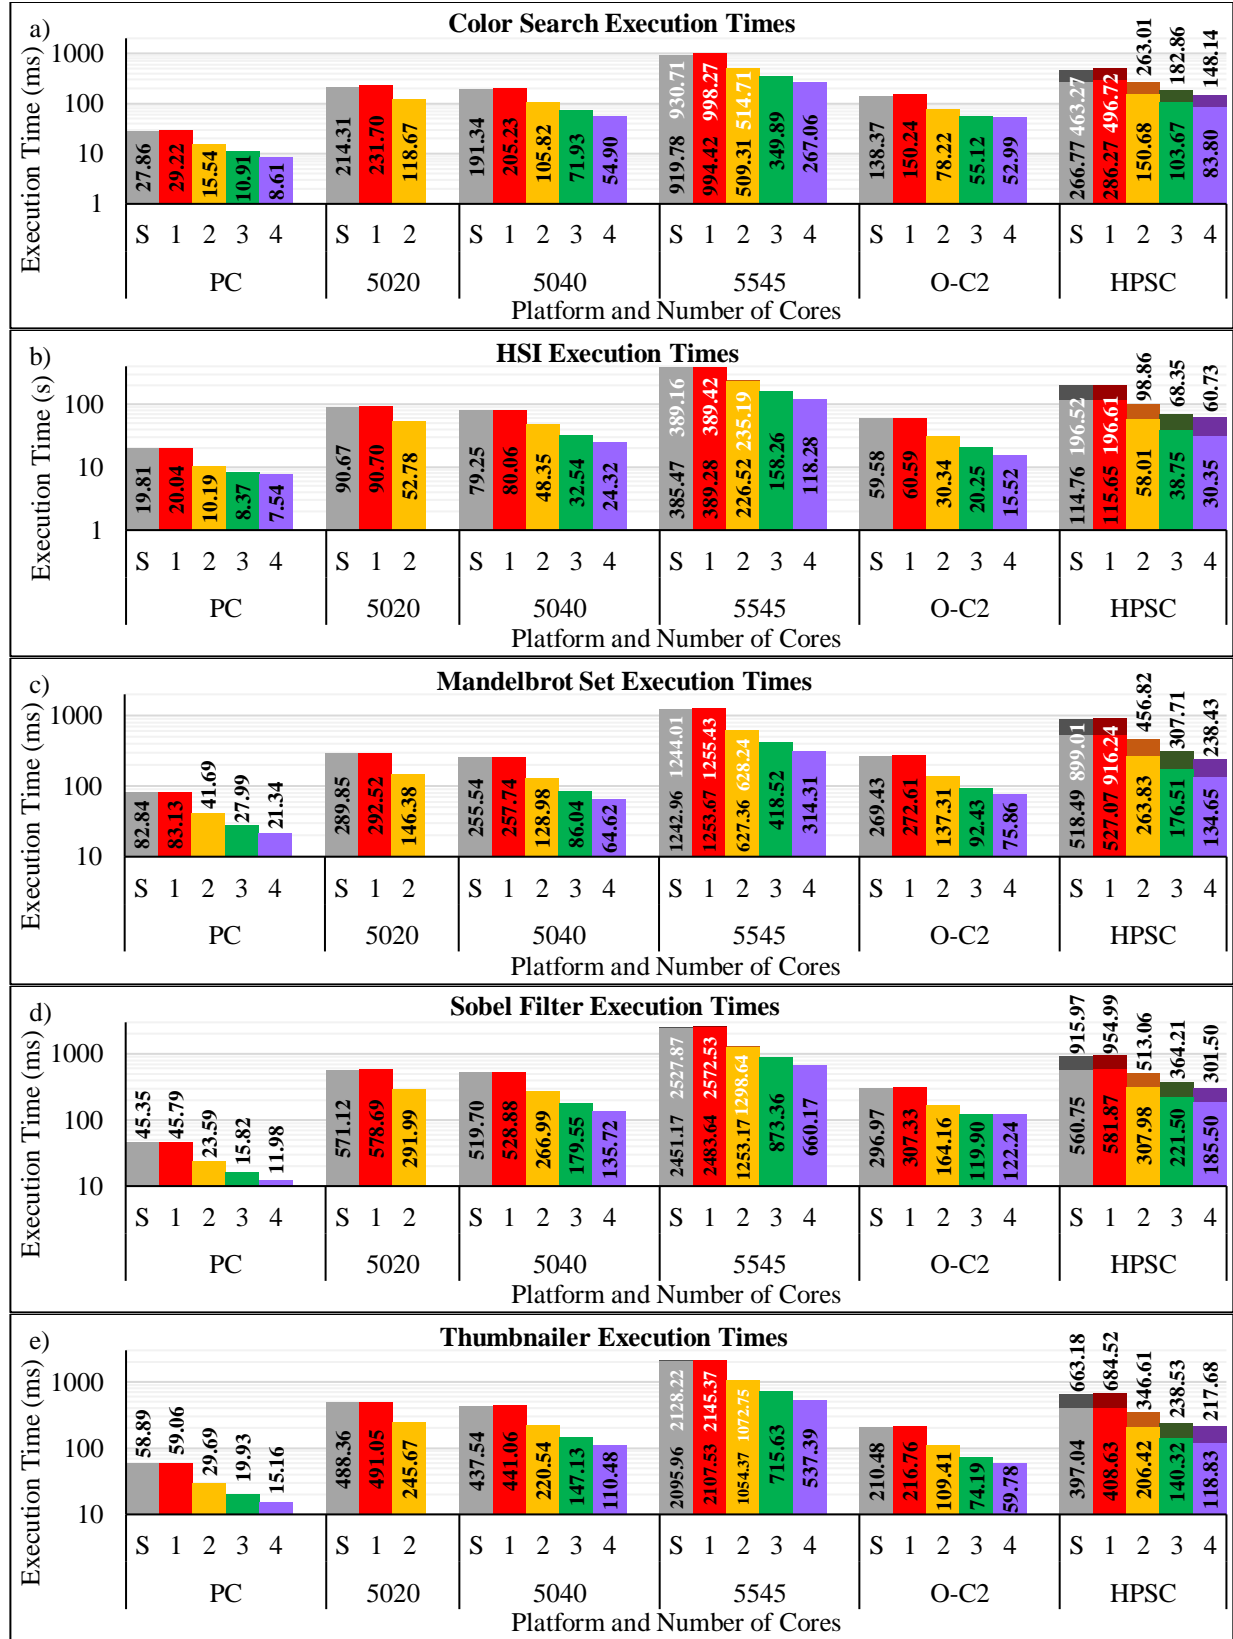 a)
Color Search Execution Times
Execution Time (ms)
1000
100
10
1
27.86 29.22 15.54 10.91 8.61
214.31 231.70 118.67
191.34 205.23 105.82 71.93 54.90
919.78 930.71 994.42 998.27 509.31 514.71 349.89 267.06
138.37 150.24 78.22 55.12 52.99
266.77 463.27 286.27 496.72 150.68 263.01 103.67 182.86 83.80 148.14
S 1 2 3 4 S 1 2 S 1 2 3 4 S 1 2 3 4 S 1 2 3 4 S 1 2 3 4
PC 5020 5040 5545 O-C2 HPSC
Platform and Number of Cores
b)
HSI Execution Times
Execution Time (s)
100
10
1
19.81 20.04 10.19 8.37 7.54
90.67 90.70 52.78
79.25 80.06 48.35 32.54 24.32
385.47 389.16 389.28 389.42 226.52 235.19 158.26 118.28
59.58 60.59 30.34 20.25 15.52
114.76 196.52 115.65 196.61 58.01 98.86 38.75 68.35 30.35 60.73
S 1 2 3 4 S 1 2 S 1 2 3 4 S 1 2 3 4 S 1 2 3 4 S 1 2 3 4
PC 5020 5040 5545 O-C2 HPSC
Platform and Number of Cores
c)
Mandelbrot Set Execution Times
Execution Time (ms)
1000
100
10
82.84 83.13 41.69 27.99 21.34
289.85 292.52 146.38
255.54 257.74 128.98 86.04 64.62
1242.96 1244.01 1253.67 1255.43 627.36 628.24 418.52 314.31
269.43 272.61 137.31 92.43 75.86
518.49 899.01 527.07 916.24 263.83 456.82 176.51 307.71 134.65 238.43
S 1 2 3 4 S 1 2 S 1 2 3 4 S 1 2 3 4 S 1 2 3 4 S 1 2 3 4
PC 5020 5040 5545 O-C2 HPSC
Platform and Number of Cores
d)
Sobel Filter Execution Times
Execution Time (ms)
1000
100
10
45.35 45.79 23.59 15.82 11.98
571.12 578.69 291.99
519.70 528.88 266.99 179.55 135.72
2451.17 2527.87 2483.64 2572.53 1253.17 1298.64 873.36 660.17
296.97 307.33 164.16 119.90 122.24
560.75 915.97 581.87 954.99 307.98 513.06 221.50 364.21 185.50 301.50
S 1 2 3 4 S 1 2 S 1 2 3 4 S 1 2 3 4 S 1 2 3 4 S 1 2 3 4
PC 5020 5040 5545 O-C2 HPSC
Platform and Number of Cores
e)
Thumbnailer Execution Times
Execution Time (ms)
1000
100
10
58.89 59.06 29.69 19.93 15.16
488.36 491.05 245.67
437.54 441.06 220.54 147.13 110.48
2095.96 2128.22 2107.53 2145.37 1054.37 1072.75 715.63 537.39
210.48 216.76 109.41 74.19 59.78
397.04 663.18 408.63 684.52 206.42 346.61 140.32 238.53 118.83 217.68
S 1 2 3 4 S 1 2 S 1 2 3 4 S 1 2 3 4 S 1 2 3 4 S 1 2 3 4
PC 5020 5040 5545 O-C2 HPSC
Platform and Number of Cores